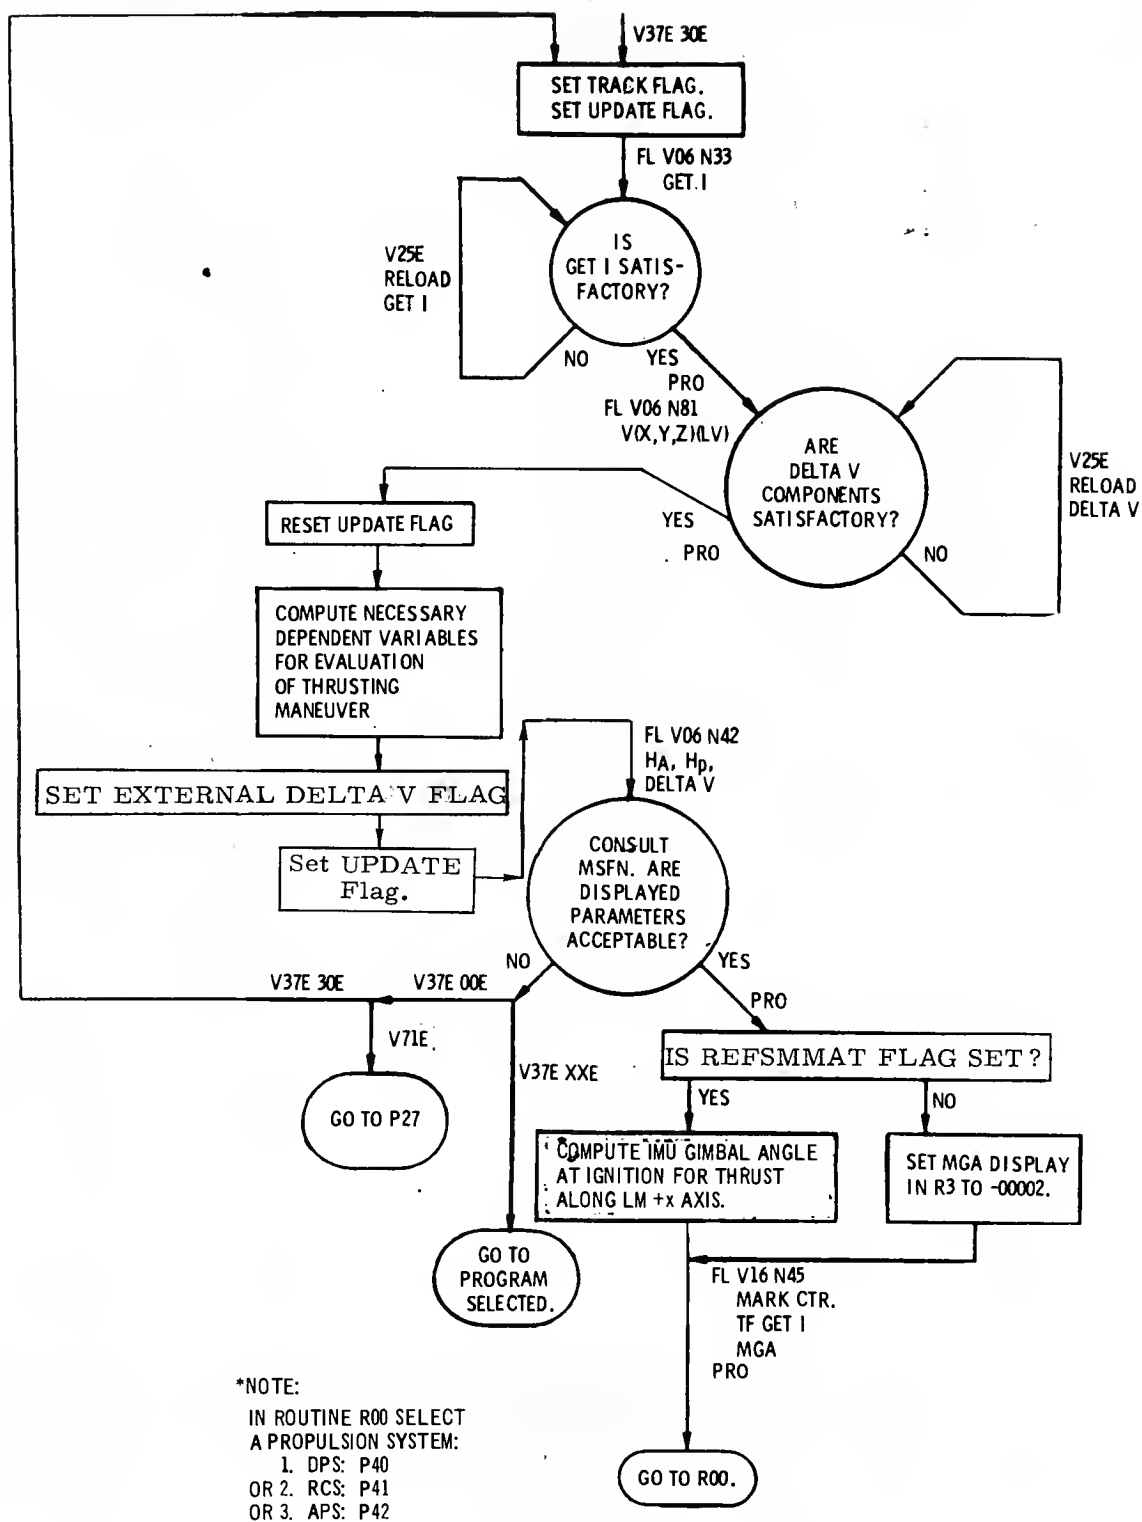 V37E 30E
SET TRACK FLAG.
SET UPDATE FLAG.
FL V06 N33
GET I
IS
GET I SATIS-
FACTORY?
V25E
RELOAD
GET I
NO
YES
PRO
FL V06 N81
V(X,Y,Z)(LV)
ARE
DELTA V
COMPONENTS
SATISFACTORY?
V25E
RELOAD
DELTA V
YES
PRO
NO
RESET UPDATE FLAG
COMPUTE NECESSARY
DEPENDENT VARIABLES
FOR EVALUATION
OF THRUSTING
MANEUVER
SET EXTERNAL DELTA V FLAG
Set UPDATE
Flag.
FL V06 N42
HA, Hp,
DELTA V
CONSULT
MSFN. ARE
DISPLAYED
PARAMETERS
ACCEPTABLE?
NO
YES
PRO
V37E 30E
V37E 00E
V71E
V37E XXE
GO TO P27
GO TO
PROGRAM
SELECTED.
IS REFSMMAT FLAG SET?
YES
NO
COMPUTE IMU GIMBAL ANGLE
AT IGNITION FOR THRUST
ALONG LM +x AXIS.
SET MGA DISPLAY
IN R3 TO -00002.
FL V16 N45
MARK CTR.
TF GET I
MGA
PRO
GO TO R00.
*NOTE:
IN ROUTINE R00 SELECT
A PROPULSION SYSTEM:
1. DPS: P40
OR 2. RCS: P41
OR 3. APS: P42